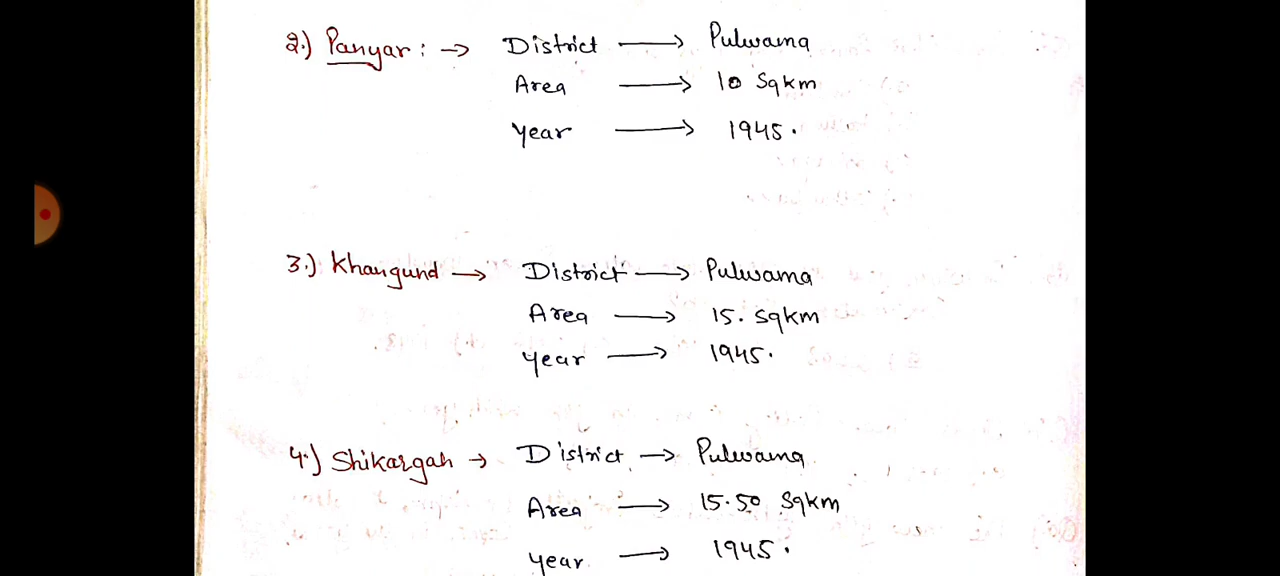 2.) Panyar : → District → Pulwama
Area → 10 Sqkm
Year → 1945.
3.) Khangund → District → Pulwama
Area → 15. Sqkm
year → 1945.
4.) Shikargah → District → Pulwama
Area → 15.50 Sqkm
year → 1945.